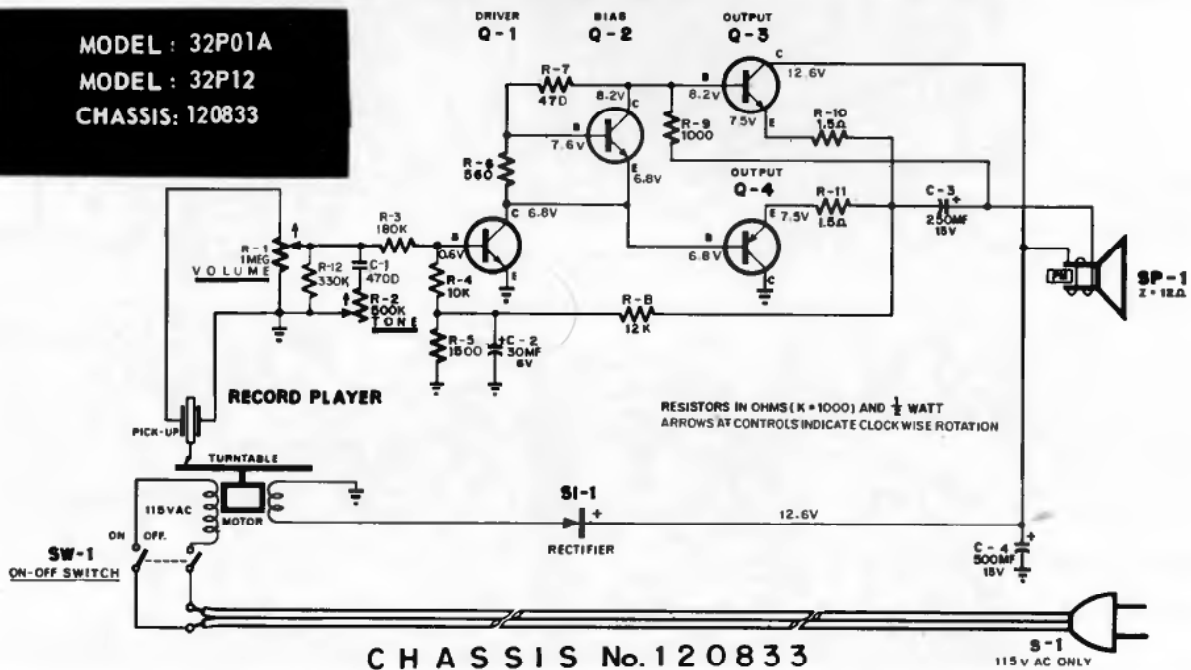 MODEL : 32P01A
MODEL : 32P12
CHASSIS: 120833
DRIVER
Q-1
BIAS
Q-2
OUTPUT
Q-3
R-7
47Ω
8.2V
C
B
7.6V
E
6.8V
R-9
1000
B
8.2V
C
12.6V
7.5V
E
R-10
1.5Ω
R-6
560
C
6.8V
B
0.6V
E
OUTPUT
Q-4
E
7.5V
B
6.8V
C
R-11
1.5Ω
C-3
+
250MF
15V
PM
SP-1
Z = 12Ω
R-1
1MEG
VOLUME
R-12
330K
R-3
180K
C-1
470D
R-2
500K
TONE
R-4
10K
R-5
1500
+
C-2
30MF
6V
R-8
12K
RECORD PLAYER
PICK-UP
TURNTABLE
115VAC
MOTOR
ON
OFF.
SW-1
ON-OFF SWITCH
RESISTORS IN OHMS (K = 1000) AND 1/2 WATT
ARROWS AT CONTROLS INDICATE CLOCKWISE ROTATION
SI-1
+
RECTIFIER
12.6V
C-4
+
500MF
15V
S-1
115V AC ONLY
CHASSIS No. 120833